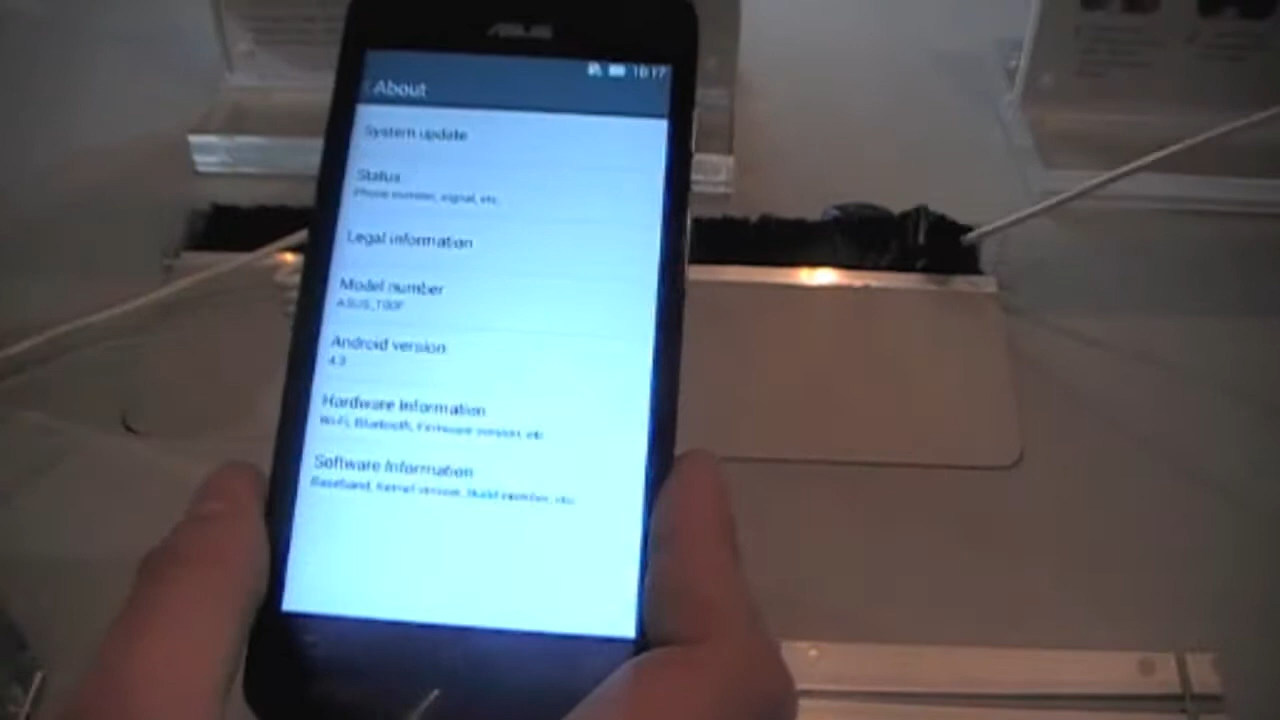 ASUS
16:17
About
System update
Status
Phone number, signal, etc.
Legal information
Model number
ASUS_T00F
Android version
4.3
Hardware Information
Wi-Fi, Bluetooth, Firmware version, etc.
Software Information
Baseband, Kernel version, Build number, etc.